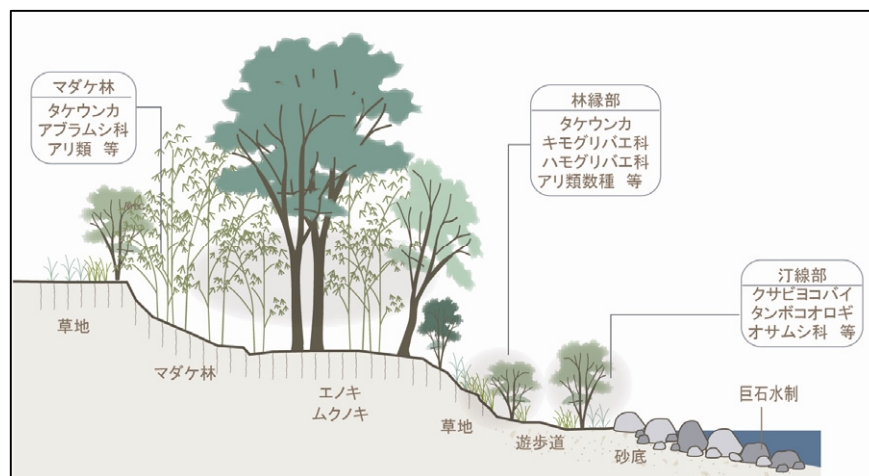 マダケ林
タケウンカ
アブラムシ科
アリ類 等
林縁部
タケウンカ
キモグリバエ科
ハモグリバエ科
アリ類数種 等
汀線部
クサビヨコバイ
タンボコオロギ
オサムシ科 等
草地
マダケ林
エノキ
ムクノキ
草地
遊歩道
砂底
巨石水制